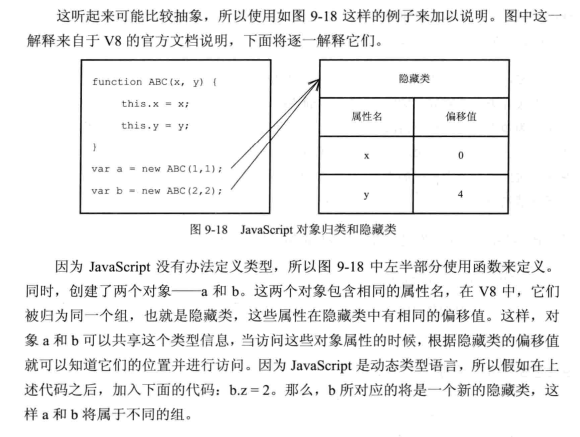 这听起来可能比较抽象，所以使用如图 9-18 这样的例子来加以说明。图中这一
解释来自于 V8 的官方文档说明，下面将逐一解释它们。
function ABC(x, y) {
this.x = x;
this.y = y;
}
var a = new ABC(1,1);
var b = new ABC(2,2);
隐藏类
属性名 偏移值
x 0
y 4
图 9-18 JavaScript 对象归类和隐藏类
因为 JavaScript 没有办法定义类型，所以图 9-18 中左半部分使用函数来定义。
同时，创建了两个对象——a 和 b。这两个对象包含相同的属性名，在 V8 中，它们
被归为同一个组，也就是隐藏类，这些属性在隐藏类中有相同的偏移值。这样，对
象 a 和 b 可以共享这个类型信息，当访问这些对象属性的时候，根据隐藏类的偏移值
就可以知道它们的位置并进行访问。因为 JavaScript 是动态类型语言，所以假如在上
述代码之后，加入下面的代码：b.z = 2。那么，b 所对应的将是一个新的隐藏类，这
样 a 和 b 将属于不同的组。